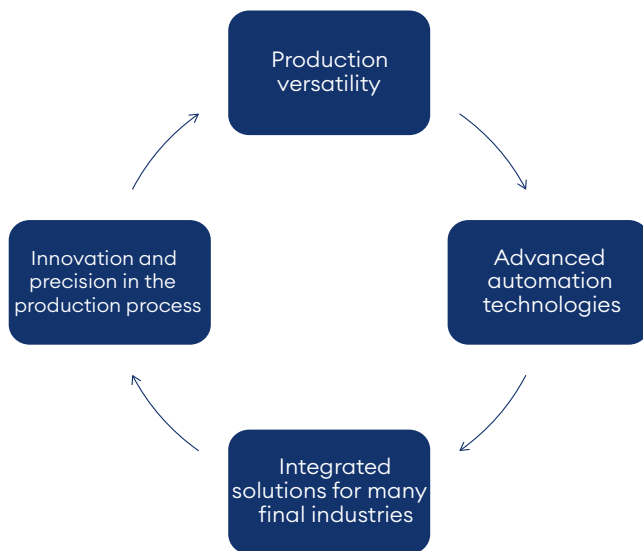 Production
versatility
Advanced
automation
technologies
Integrated
solutions for many
final industries
Innovation and
precision in the
production process